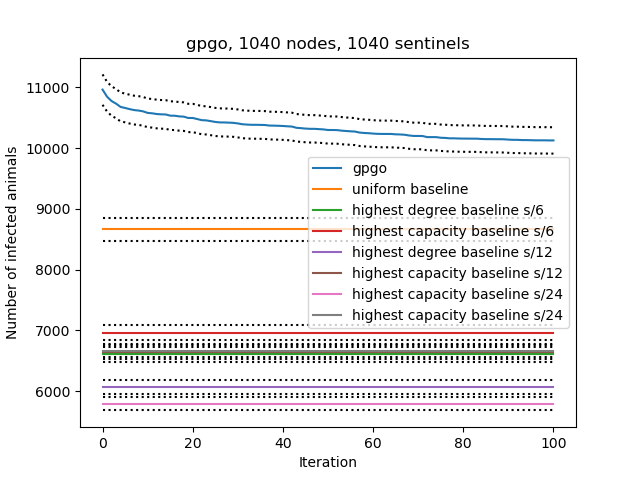 gpgo, 1040 nodes, 1040 sentinels
Number of infected animals
11000
10000
9000
8000
7000
6000
gpgo
uniform baseline
highest degree baseline s/6
highest capacity baseline s/6
highest degree baseline s/12
highest capacity baseline s/12
highest capacity baseline s/24
highest capacity baseline s/24
0 20 40 60 80 100
Iteration